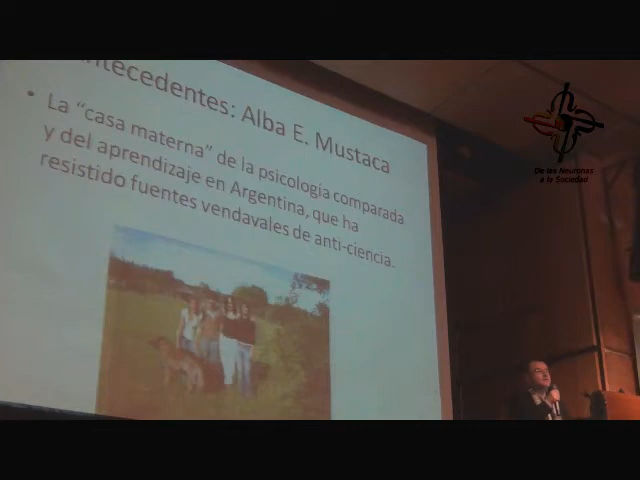 ntecedentes: Alba E. Mustaca
• La “casa materna” de la psicología comparada
y del aprendizaje en Argentina, que ha
resistido fuentes vendavales de anti-ciencia.
De las Neuronas
a la Sociedad